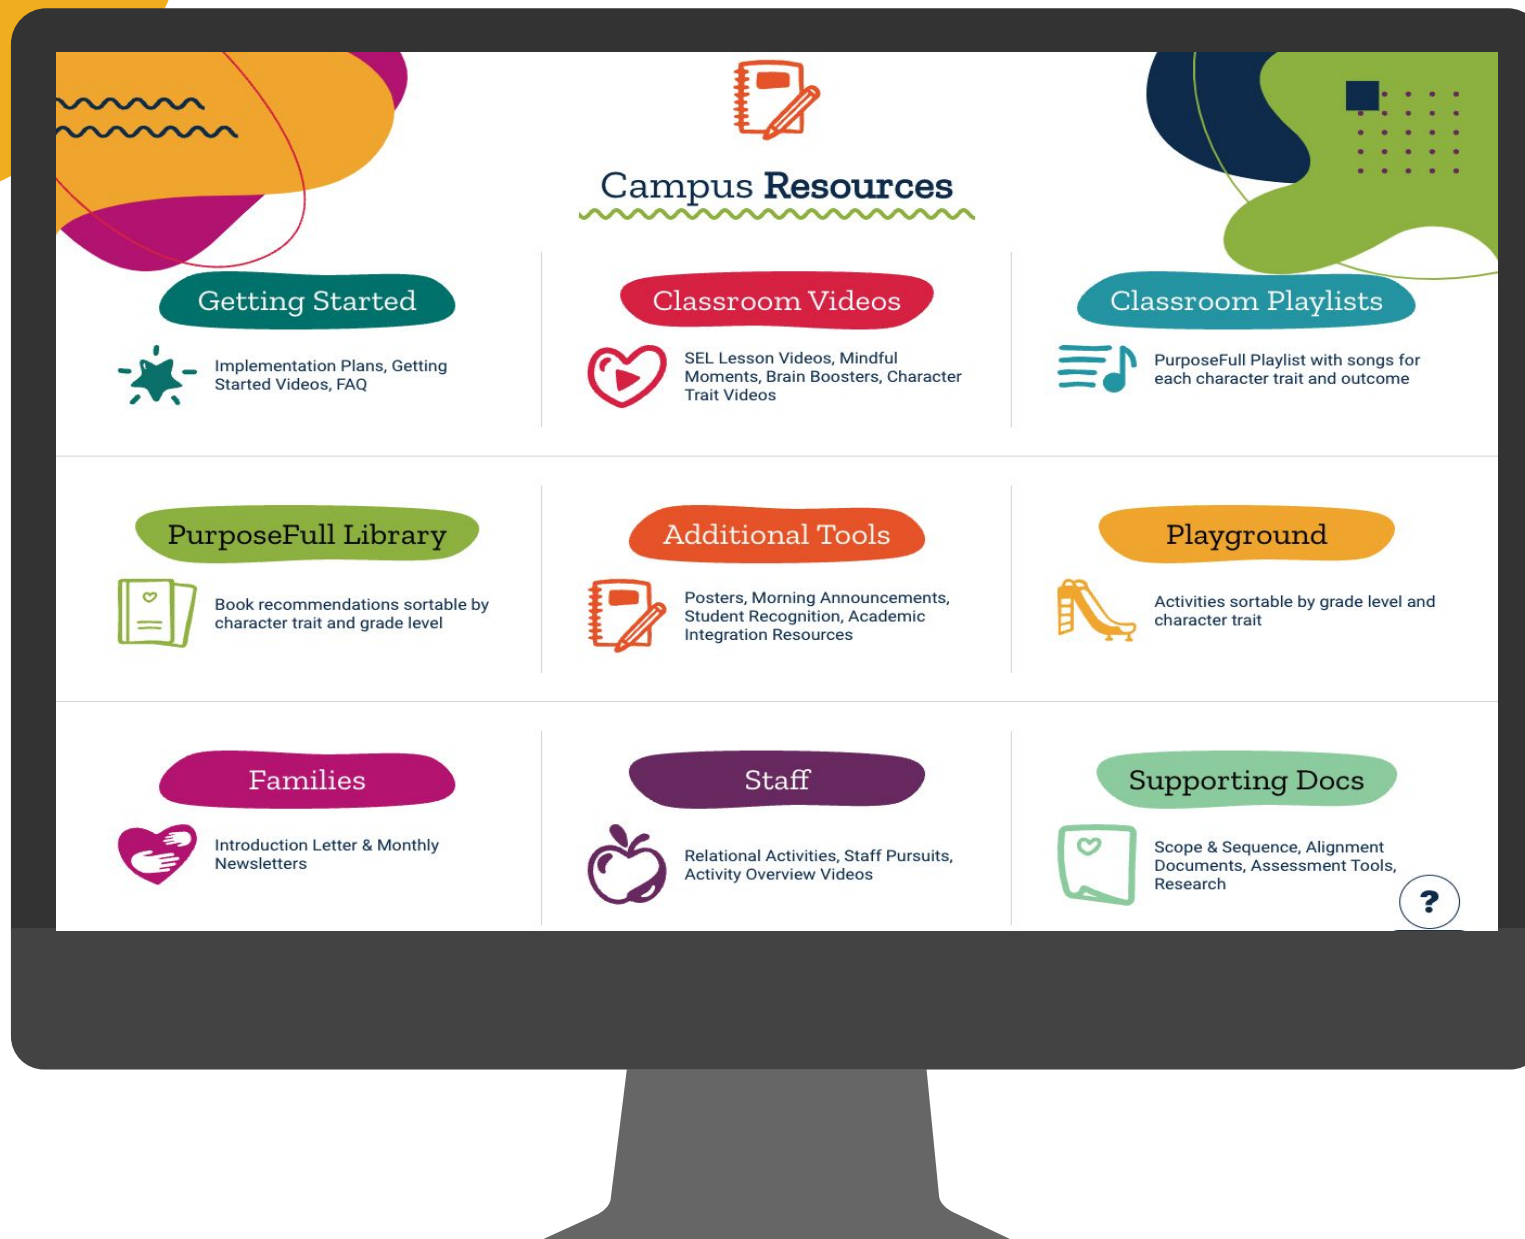 Campus Resources
Getting Started
Implementation Plans, Getting
Started Videos, FAQ
Classroom Videos
SEL Lesson Videos, Mindful
Moments, Brain Boosters, Character
Trait Videos
Classroom Playlists
PurposeFull Playlist with songs for
each character trait and outcome
PurposeFull Library
Book recommendations sortable by
character trait and grade level
Additional Tools
Posters, Morning Announcements,
Student Recognition, Academic
Integration Resources
Playground
Activities sortable by grade level and
character trait
Families
Introduction Letter & Monthly
Newsletters
Staff
Relational Activities, Staff Pursuits,
Activity Overview Videos
Supporting Docs
Scope & Sequence, Alignment
Documents, Assessment Tools,
Research
?